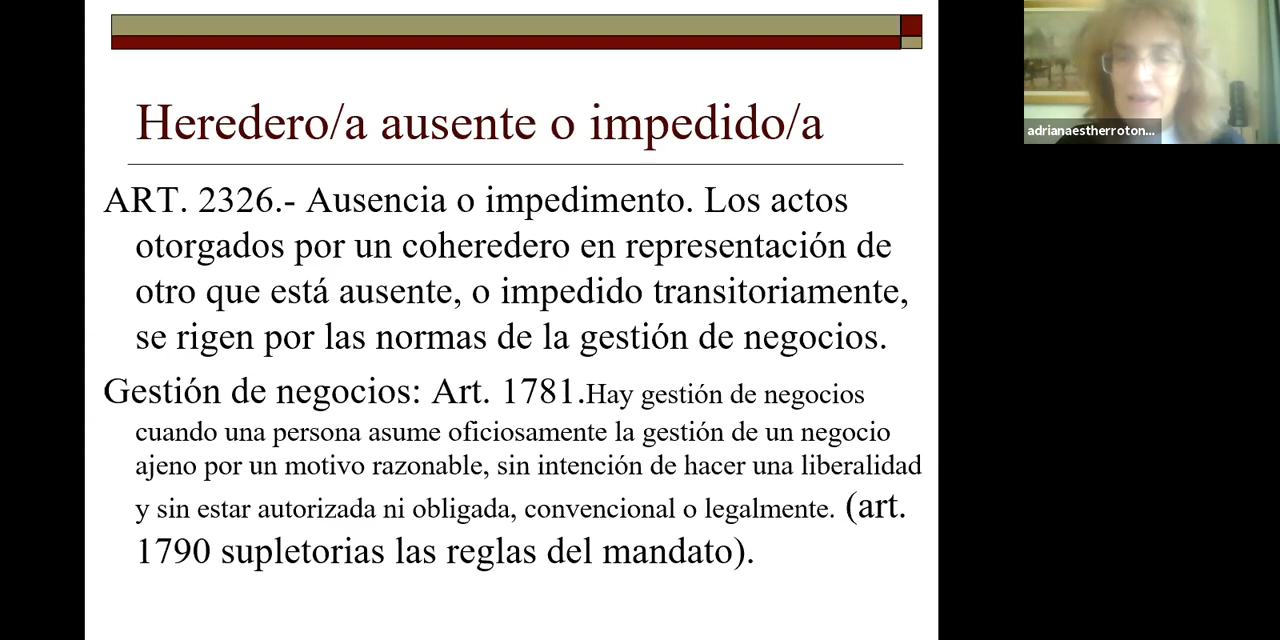 Heredero/a ausente o impedido/a
ART. 2326.- Ausencia o impedimento. Los actos
otorgados por un coheredero en representación de
otro que está ausente, o impedido transitoriamente,
se rigen por las normas de la gestión de negocios.
Gestión de negocios: Art. 1781.Hay gestión de negocios
cuando una persona asume oficiosamente la gestión de un negocio
ajeno por un motivo razonable, sin intención de hacer una liberalidad
y sin estar autorizada ni obligada, convencional o legalmente. (art.
1790 supletorias las reglas del mandato).
adrianaestherroton...